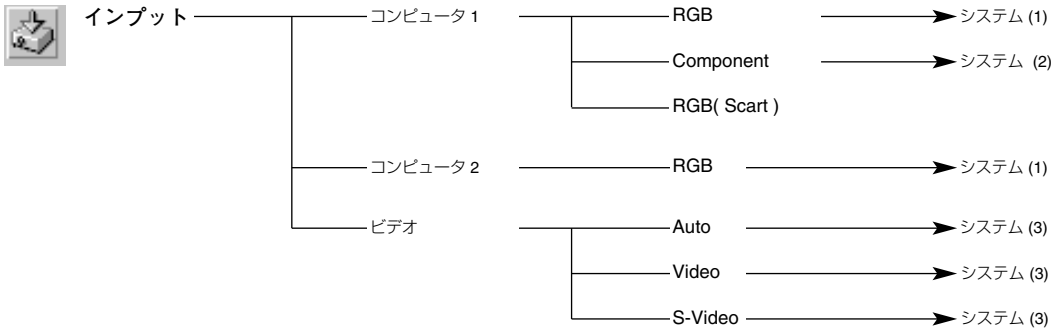 インプット コンピュータ 1 RGB システム (1)
Component システム (2)
RGB( Scart )
コンピュータ 2 RGB システム (1)
ビデオ Auto システム (3)
Video システム (3)
S-Video システム (3)